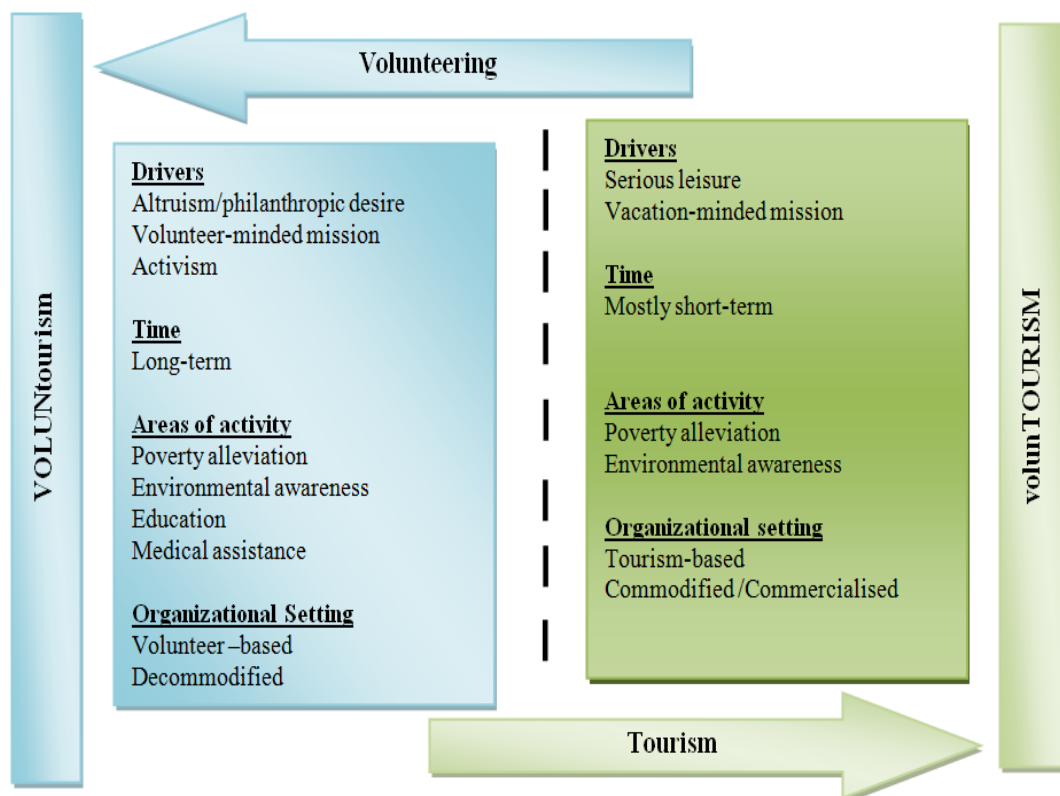 Volunteering
VOLUNtourism
Drivers
Altruism/philanthropic desire
Volunteer-minded mission
Activism
Time
Long-term
Areas of activity
Poverty alleviation
Environmental awareness
Education
Medical assistance
Organizational Setting
Volunteer –based
Decommodified
Drivers
Serious leisure
Vacation-minded mission
Time
Mostly short-term
Areas of activity
Poverty alleviation
Environmental awareness
Organizational setting
Tourism-based
Commodified/Commercialised
volunTOURISM
Tourism